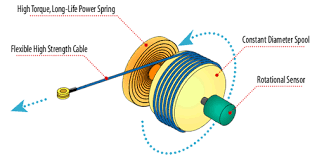 High Torque, Long-Life Power Spring
Constant Diameter Spool
Flexible High Strength Cable
Rotational Sensor